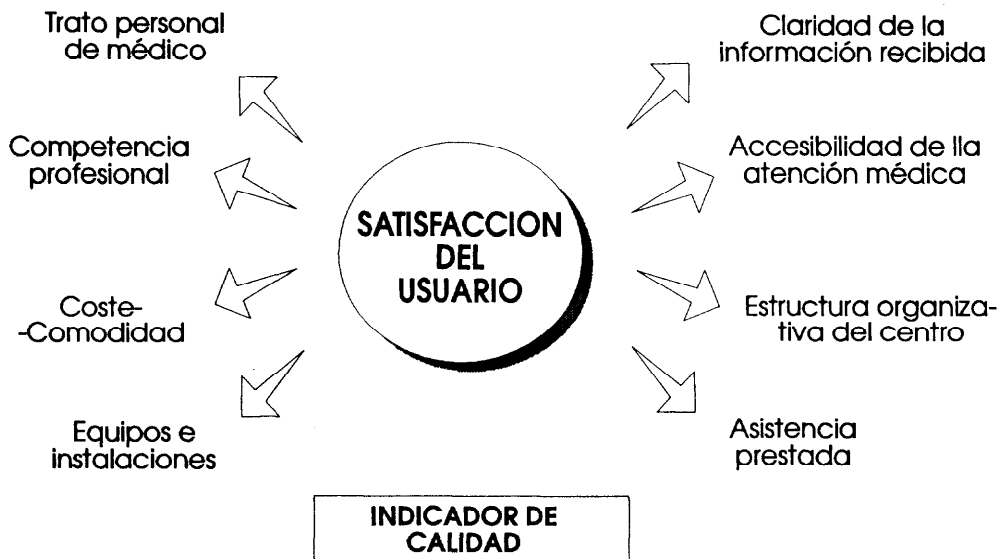 Trato personal
de médico
Competencia
profesional
Coste-
-Comodidad
Equipos e
instalaciones
SATISFACCION
DEL
USUARIO
Claridad de la
información recibida
Accesibilidad de lla
atención médica
Estructura organiza-
tiva del centro
Asistencia
prestada
INDICADOR DE
CALIDAD